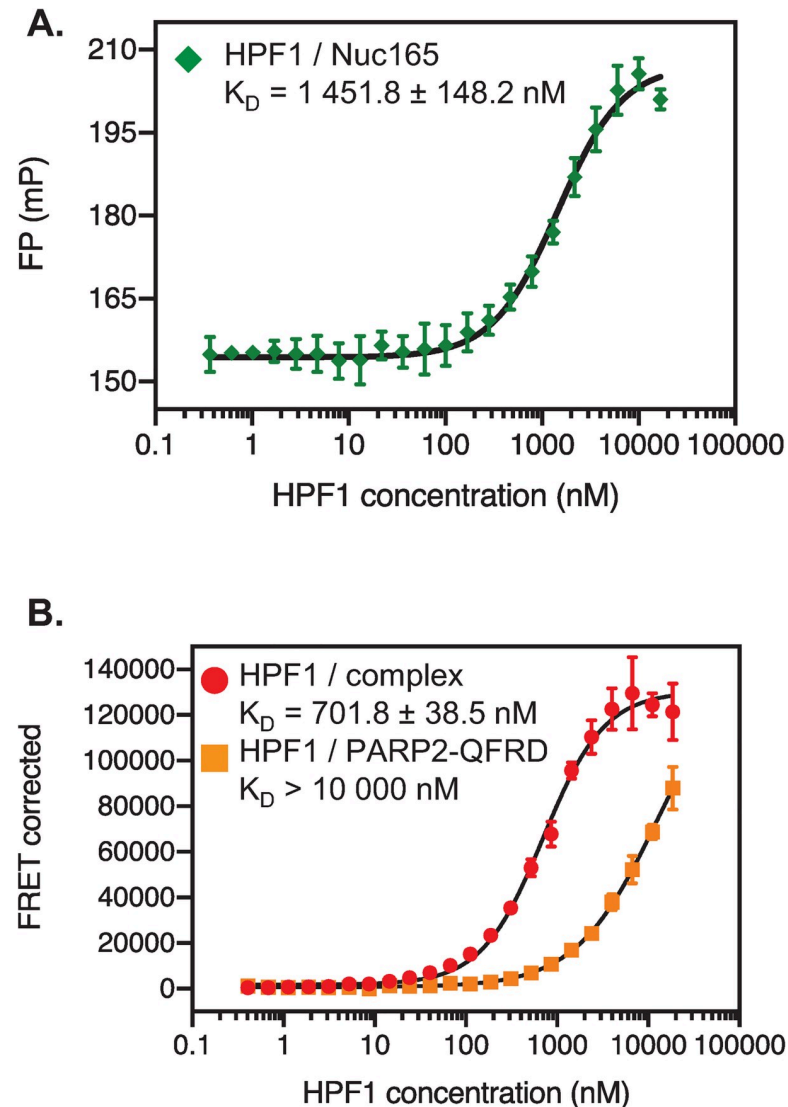 A.
HPF1 / Nuc165
K_D = 1 451.8 ± 148.2 nM
FP (mP)
210
195
180
165
150
0.1 1 10 100 1000 10000 100000
HPF1 concentration (nM)
B.
HPF1 / complex
K_D = 701.8 ± 38.5 nM
HPF1 / PARP2-QFRD
K_D > 10 000 nM
FRET corrected
140000
120000
100000
80000
60000
40000
20000
0
0.1 1 10 100 1000 10000 100000
HPF1 concentration (nM)